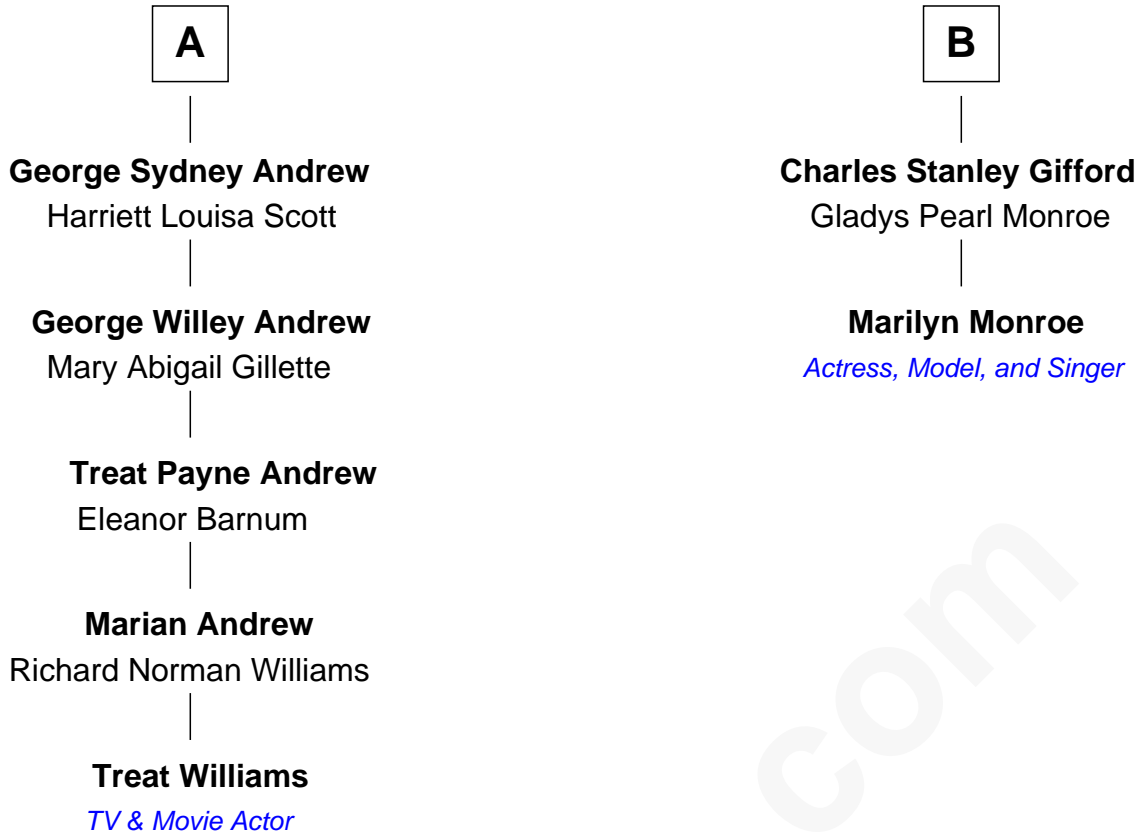 A
George Sydney Andrew
Harriett Louisa Scott
George Willey Andrew
Mary Abigail Gillette
Treat Payne Andrew
Eleanor Barnum
Marian Andrew
Richard Norman Williams
Treat Williams
TV & Movie Actor
B
Charles Stanley Gifford
Gladys Pearl Monroe
Marilyn Monroe
Actress, Model, and Singer
com